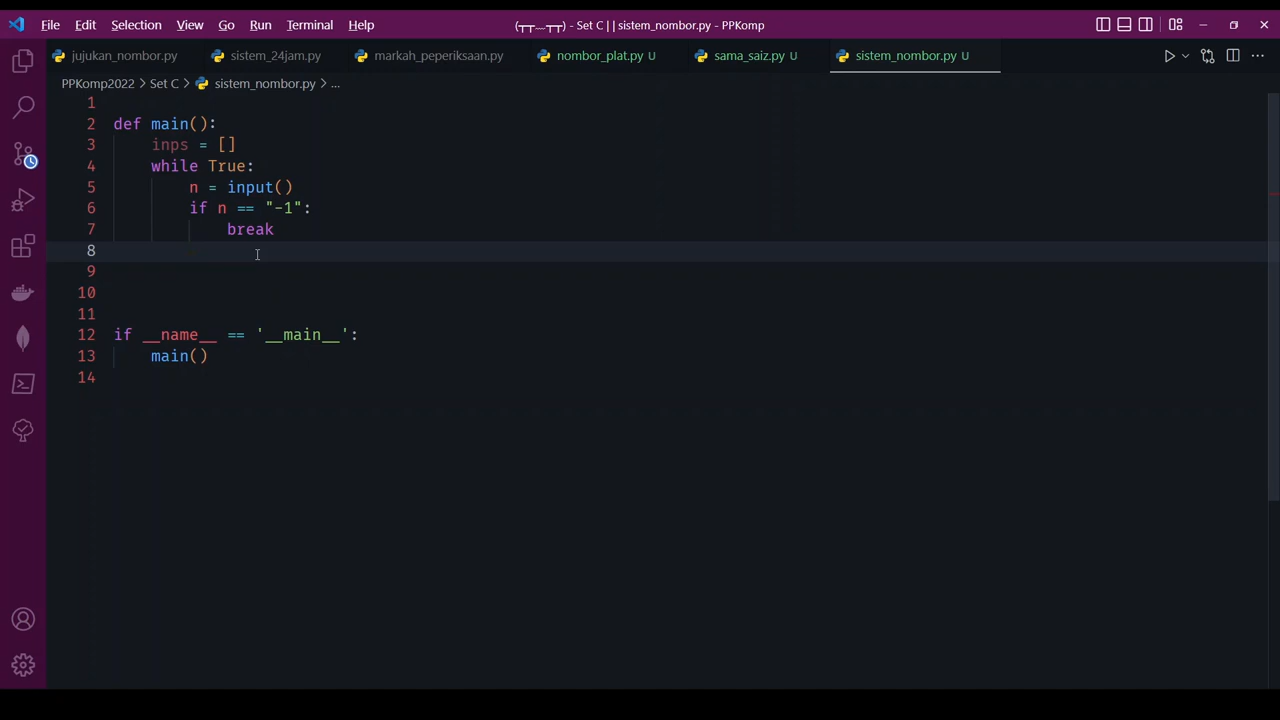 File Edit Selection View Go Run Terminal Help (┬┬﹏┬┬) - Set C | | sistem_nombor.py - PPKomp
jujukan_nombor.py sistem_24jam.py markah_peperiksaan.py nombor_plat.py U sama_saiz.py U sistem_nombor.py U
PPKomp2022 > Set C > sistem_nombor.py > ...
1
2 def main():
3 inps = []
4 while True:
5 n = input()
6 if n == "-1":
7 break
8
9
10
11
12 if __name__ == '__main__':
13 main()
14